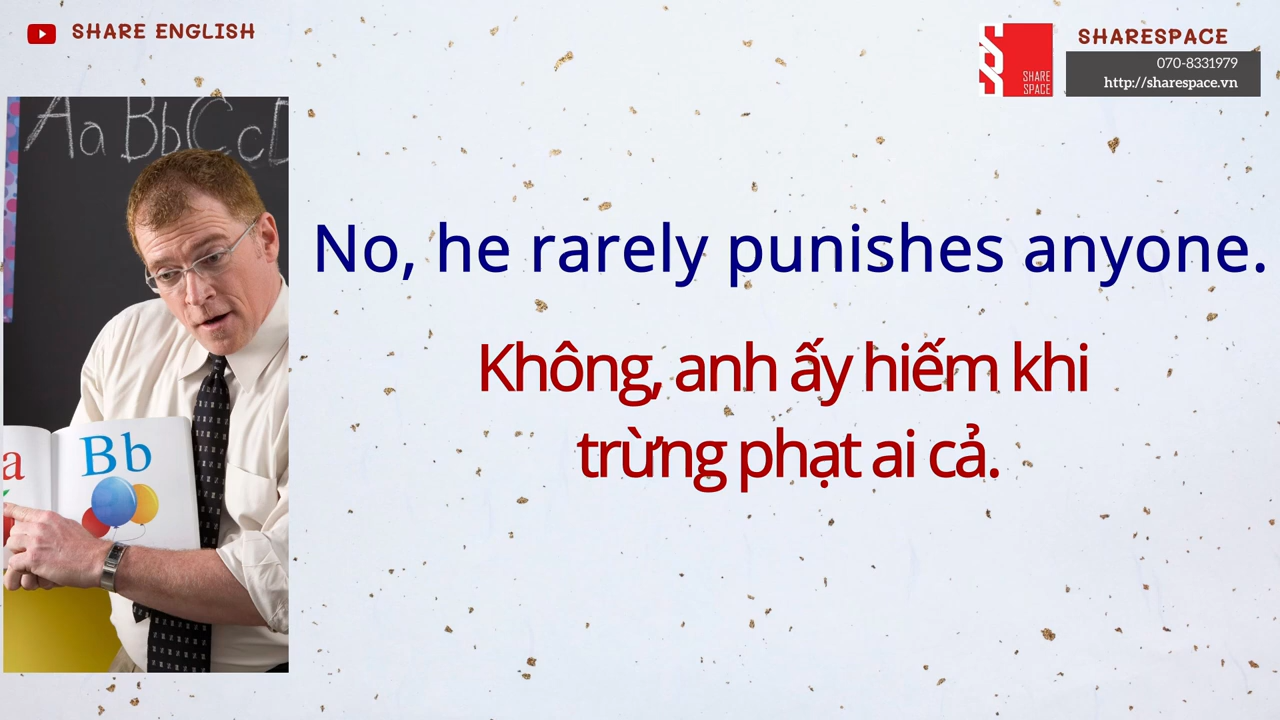 SHARE ENGLISH
SHARESPACE
070-8331979
http://sharespace.vn
SHARE
SPACE
Aa Bb Cc D
No, he rarely punishes anyone.
Không, anh ấy hiếm khi
trừng phạt ai cả.
a Bb